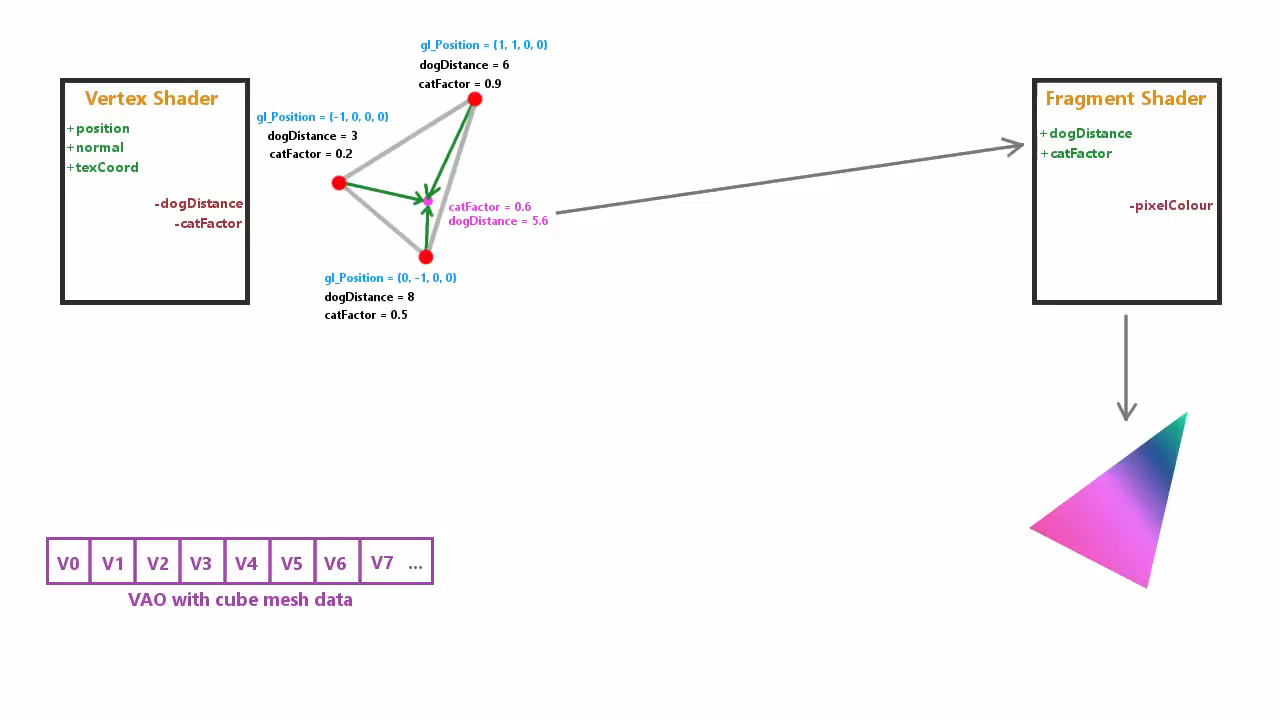 Vertex Shader
+position
+normal
+texCoord
-dogDistance
-catFactor
gl_Position = (1, 1, 0, 0)
dogDistance = 6
catFactor = 0.9
gl_Position = (-1, 0, 0, 0)
dogDistance = 3
catFactor = 0.2
catFactor = 0.6
dogDistance = 5.6
gl_Position = (0, -1, 0, 0)
dogDistance = 8
catFactor = 0.5
Fragment Shader
+dogDistance
+catFactor
-pixelColour
V0 V1 V2 V3 V4 V5 V6 V7 ...
VAO with cube mesh data